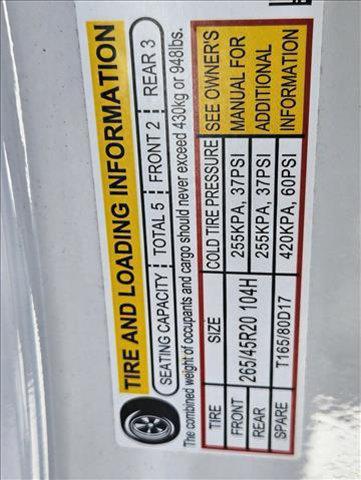 TIRE AND LOADING INFORMATION
SEATING CAPACITY TOTAL 5 FRONT 2 REAR 3
The combined weight of occupants and cargo should never exceed 430kg or 948lbs.
TIRE SIZE COLD TIRE PRESSURE
FRONT 265/45R20 104H 255KPA, 37PSI
REAR 255KPA, 37PSI
SPARE T165/80D17 420KPA, 60PSI
SEE OWNER'S
MANUAL FOR
ADDITIONAL
INFORMATION